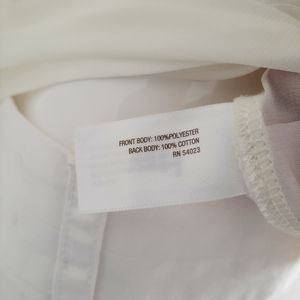 FRONT BODY: 100%POLYESTER
BACK BODY: 100% COTTON
RN 54023